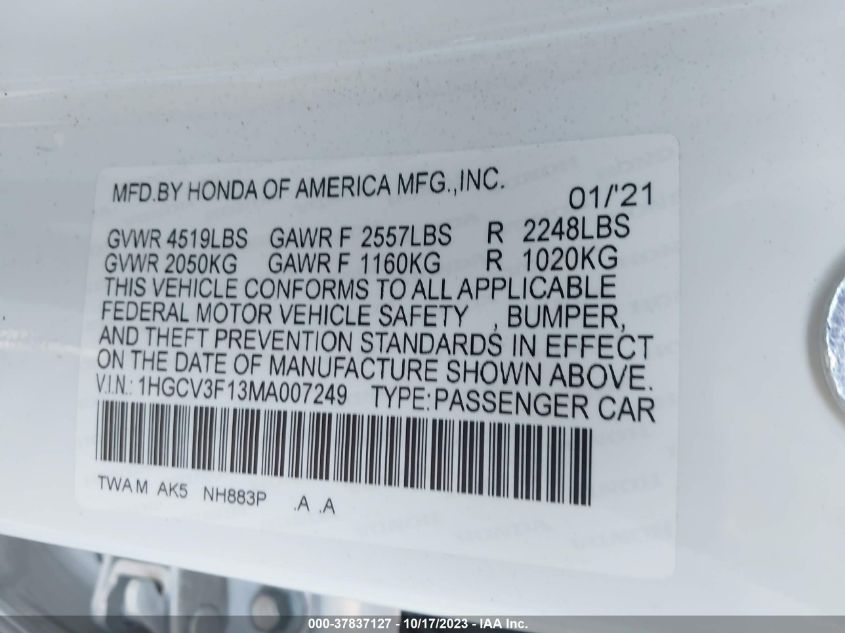 MFD.BY HONDA OF AMERICA MFG.,INC. 01/'21
GVWR 4519LBS GAWR F 2557LBS R 2248LBS
GVWR 2050KG GAWR F 1160KG R 1020KG
THIS VEHICLE CONFORMS TO ALL APPLICABLE
FEDERAL MOTOR VEHICLE SAFETY , BUMPER,
AND THEFT PREVENTION STANDARDS IN EFFECT
ON THE DATE OF MANUFACTURE SHOWN ABOVE.
V.I.N.: 1HGCV3F13MA007249 TYPE:PASSENGER CAR
TWA M AK5 NH883P .A .A
000-37837127 - 10/17/2023 - IAA Inc.